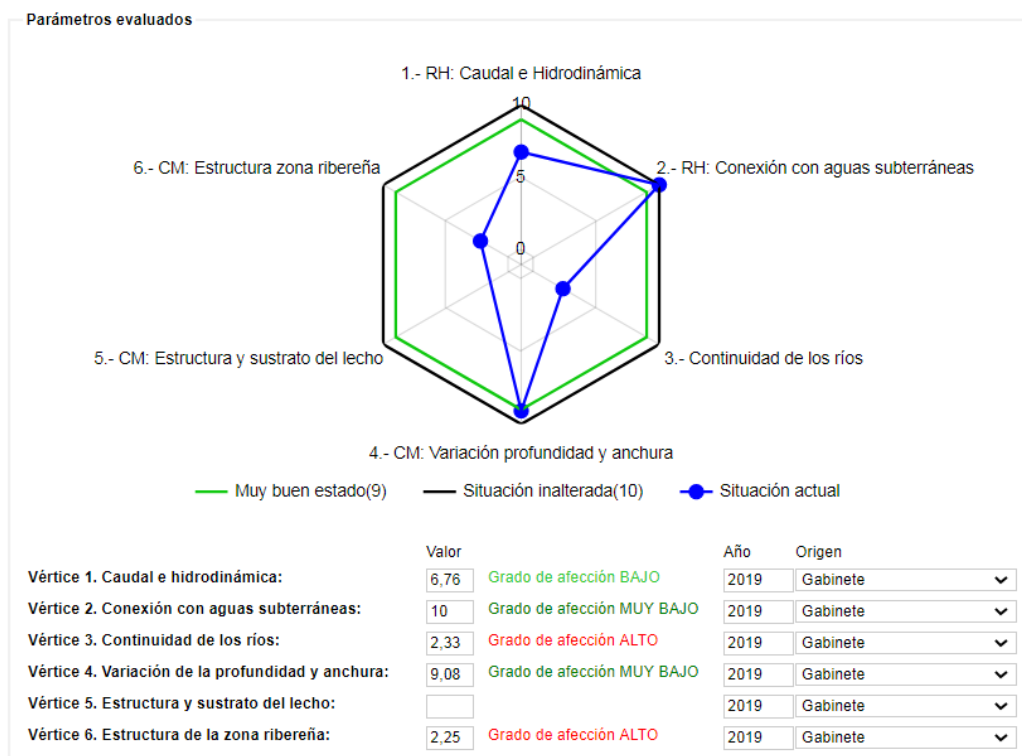 Parámetros evaluados
1.- RH: Caudal e Hidrodinámica
10
6.- CM: Estructura zona ribereña
2.- RH: Conexión con aguas subterráneas
5
0
5.- CM: Estructura y sustrato del lecho
3.- Continuidad de los ríos
4.- CM: Variación profundidad y anchura
Muy buen estado(9) Situación inalterada(10) Situación actual
Valor Año Origen
Vértice 1. Caudal e hidrodinámica: 6,76 Grado de afección BAJO 2019 Gabinete
Vértice 2. Conexión con aguas subterráneas: 10 Grado de afección MUY BAJO 2019 Gabinete
Vértice 3. Continuidad de los ríos: 2,33 Grado de afección ALTO 2019 Gabinete
Vértice 4. Variación de la profundidad y anchura: 9,08 Grado de afección MUY BAJO 2019 Gabinete
Vértice 5. Estructura y sustrato del lecho: 2019 Gabinete
Vértice 6. Estructura de la zona ribereña: 2,25 Grado de afección ALTO 2019 Gabinete